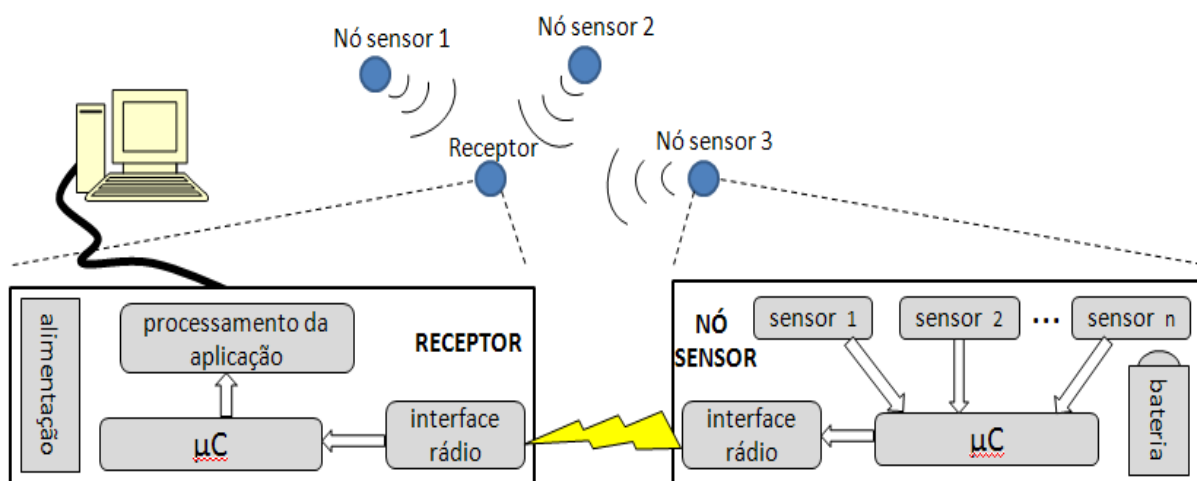 Nó sensor 1
Nó sensor 2
Receptor
Nó sensor 3
alimentação
processamento da
aplicação
RECEPTOR
µC
interface
rádio
NÓ
SENSOR
sensor 1
sensor 2
...
sensor n
interface
rádio
µC
bateria